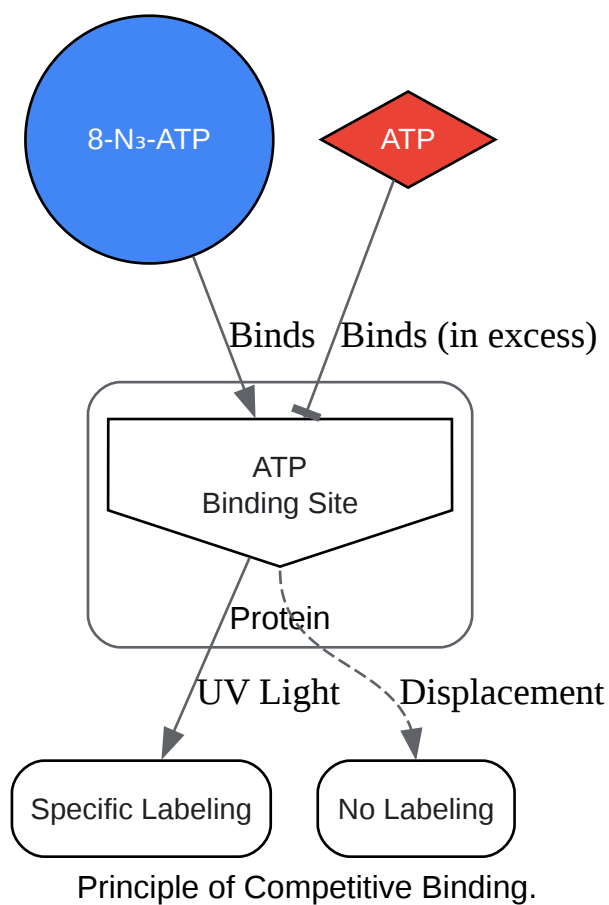 8-N₃-ATP
ATP
Binds
Binds (in excess)
ATP
Binding Site
Protein
UV Light
Displacement
Specific Labeling
No Labeling
Principle of Competitive Binding.